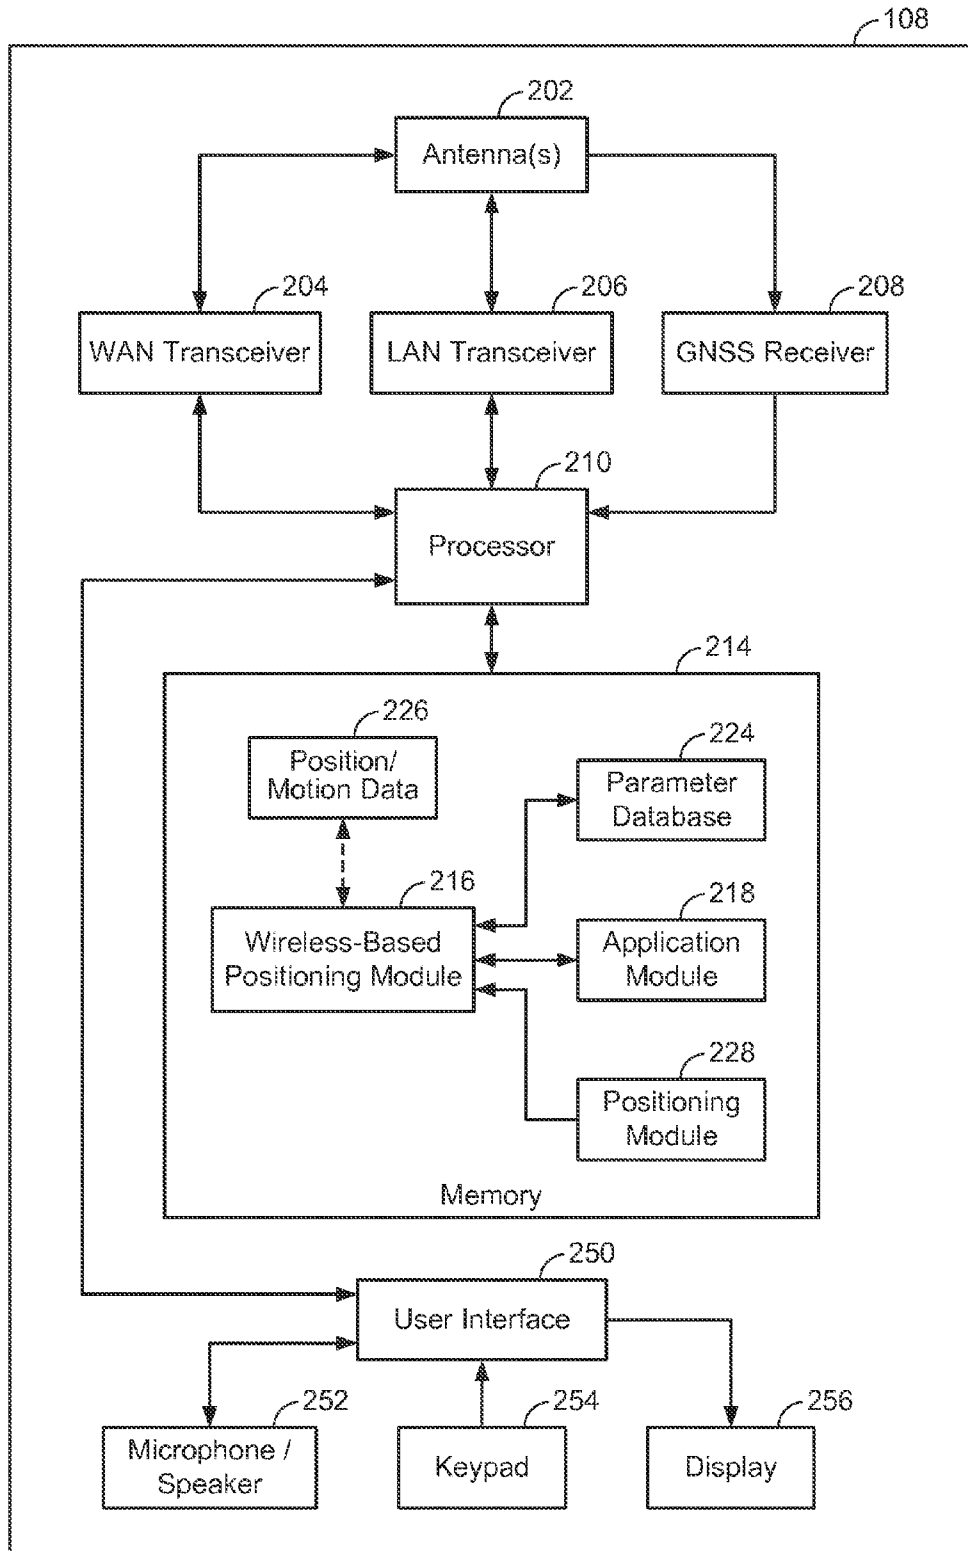 108
202
Antenna(s)
204
206
208
WAN Transceiver
LAN Transceiver
GNSS Receiver
210
Processor
214
226
Position/
Motion Data
224
Parameter
Database
216
Wireless-Based
Positioning Module
218
Application
Module
228
Positioning
Module
Memory
250
User Interface
252
254
256
Microphone /
Speaker
Keypad
Display